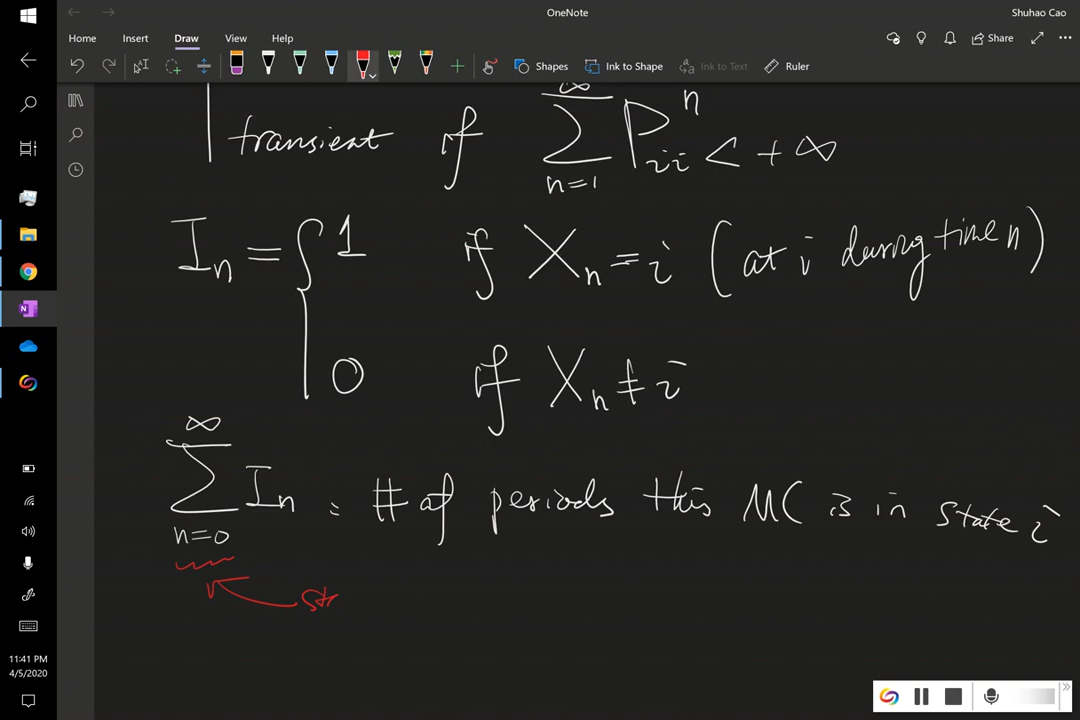 OneNote
Shuhao Cao
Home Insert Draw View Help
Share
Shapes Ink to Shape Ink to Text Ruler
∞
transient if ∑ P_{ii}^n < +∞
n=1
I_n = { 1 if X_n = i (at i during time n)
0 if X_n ≠ i
∞
∑ I_n = # of periods this MC is in state i
n=0
11:41 PM
4/5/2020